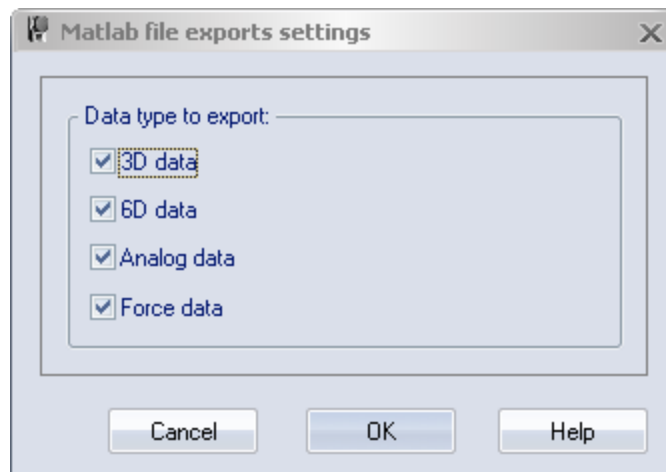 Matlab file exports settings
Data type to export:
3D data
6D data
Analog data
Force data
Cancel OK Help